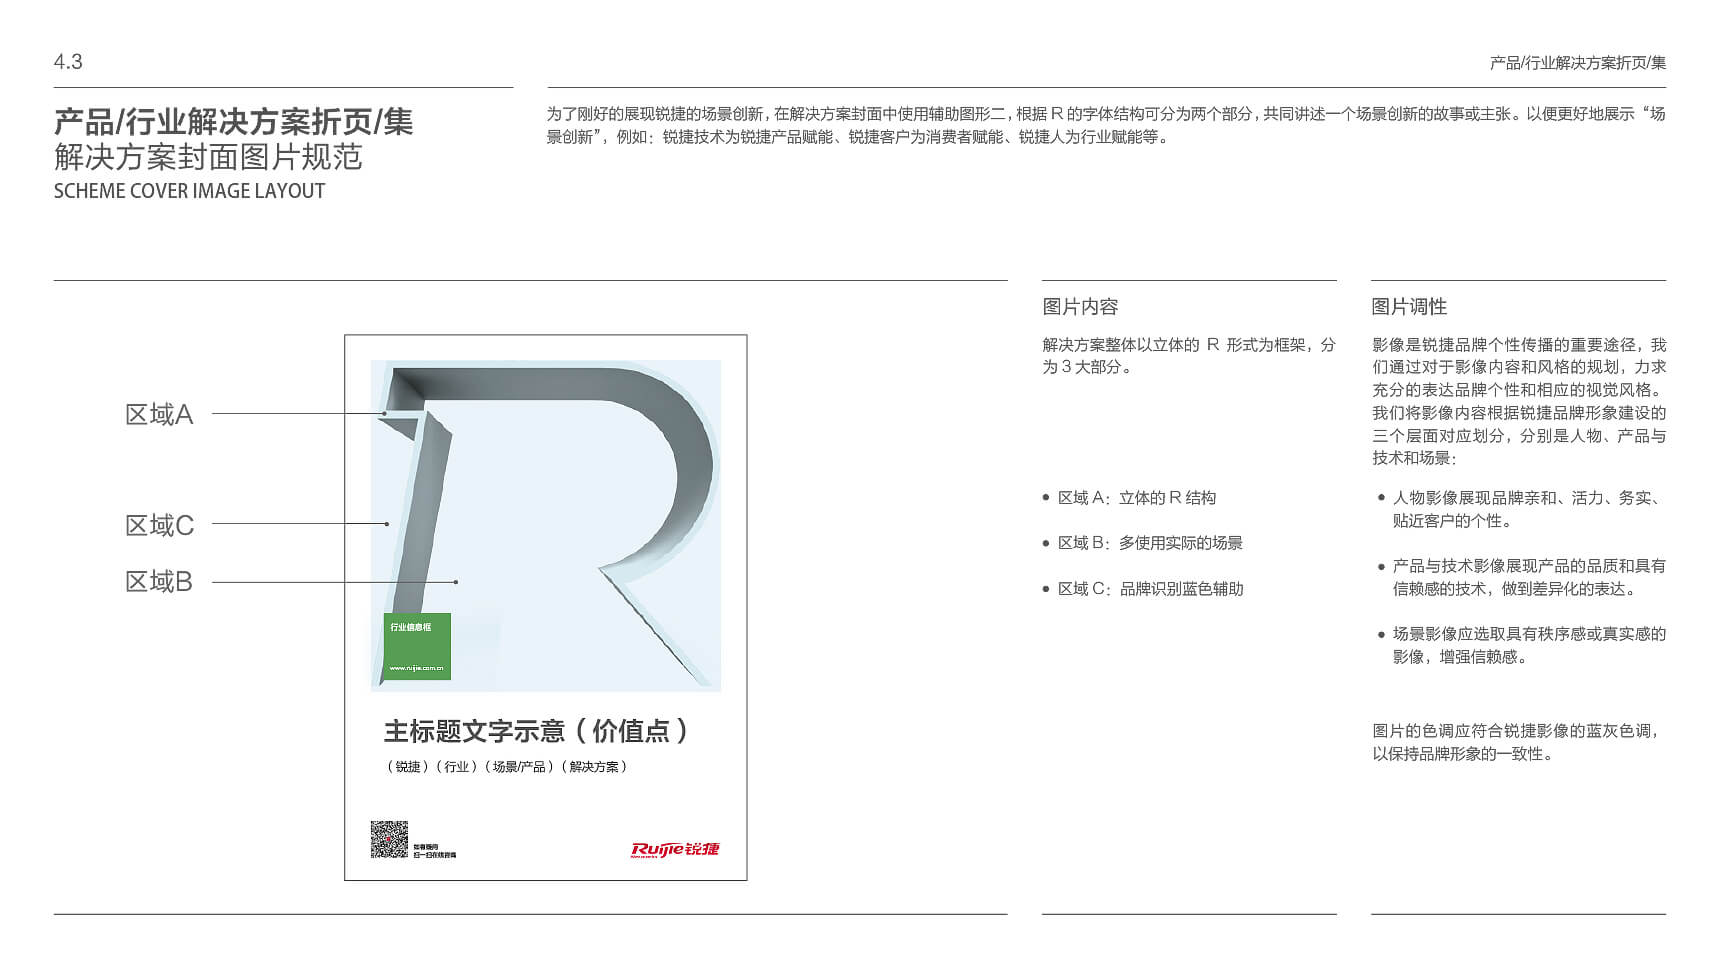 4.3
产品/行业解决方案折页/集
产品/行业解决方案折页/集
解决方案封面图片规范
SCHEME COVER IMAGE LAYOUT
为了刚好的展现锐捷的场景创新，在解决方案封面中使用辅助图形二，根据 R 的字体结构可分为两个部分，共同讲述一个场景创新的故事或主张。以便更好地展示“场
景创新”，例如：锐捷技术为锐捷产品赋能、锐捷客户为消费者赋能、锐捷人为行业赋能等。
区域A
区域C
区域B
行业信息框
www.ruijie.com.cn
主标题文字示意（价值点）
（锐捷）（行业）（场景/产品）（解决方案）
扫一扫在线咨询
Ruijie锐捷
Networks
图片内容
解决方案整体以立体的 R 形式为框架，分
为 3 大部分。
● 区域 A：立体的 R 结构
● 区域 B：多使用实际的场景
● 区域 C：品牌识别蓝色辅助
图片调性
影像是锐捷品牌个性传播的重要途径，我
们通过对于影像内容和风格的规划，力求
充分的表达品牌个性和相应的视觉风格。
我们将影像内容根据锐捷品牌形象建设的
三个层面对应划分，分别是人物、产品与
技术和场景：
● 人物影像展现品牌亲和、活力、务实、
贴近客户的个性。
● 产品与技术影像展现产品的品质和具有
信赖感的技术，做到差异化的表达。
● 场景影像应选取具有秩序感或真实感的
影像，增强信赖感。
图片的色调应符合锐捷影像的蓝灰色调，
以保持品牌形象的一致性。